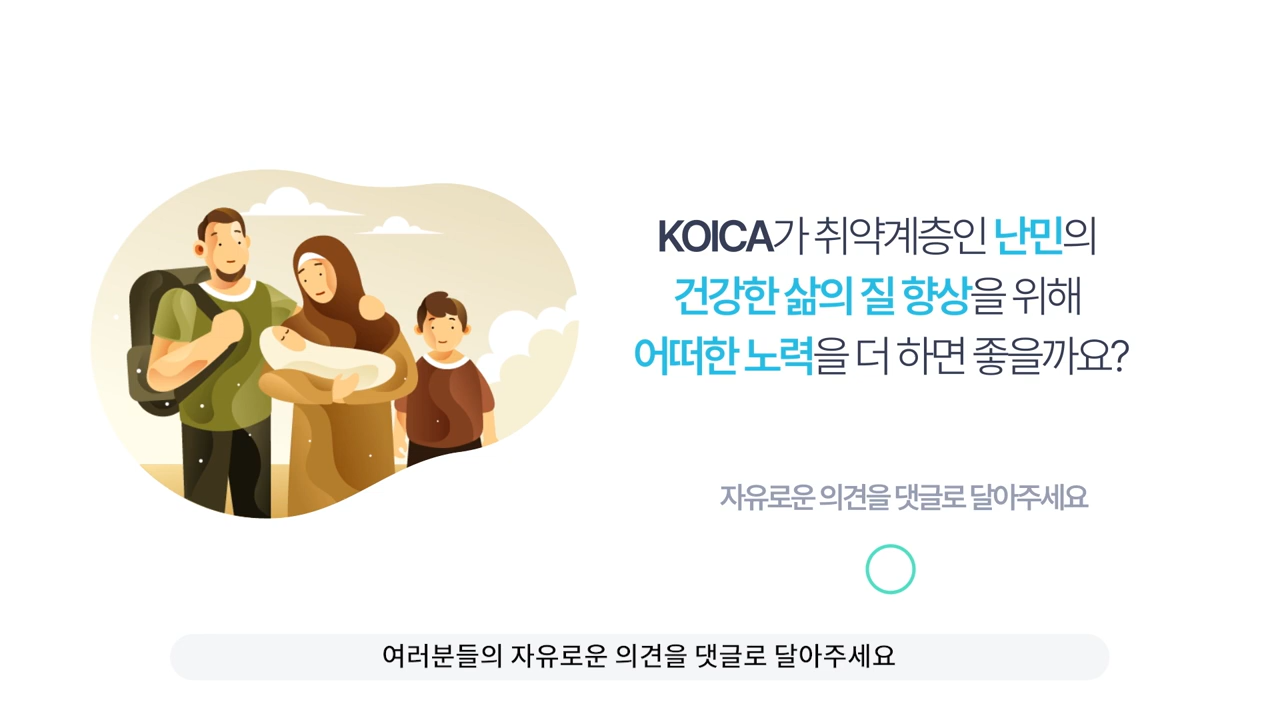 KOICA가 취약계층인 난민의
건강한 삶의 질 향상을 위해
어떠한 노력을 더 하면 좋을까요?
자유로운 의견을 댓글로 달아주세요
여러분들의 자유로운 의견을 댓글로 달아주세요